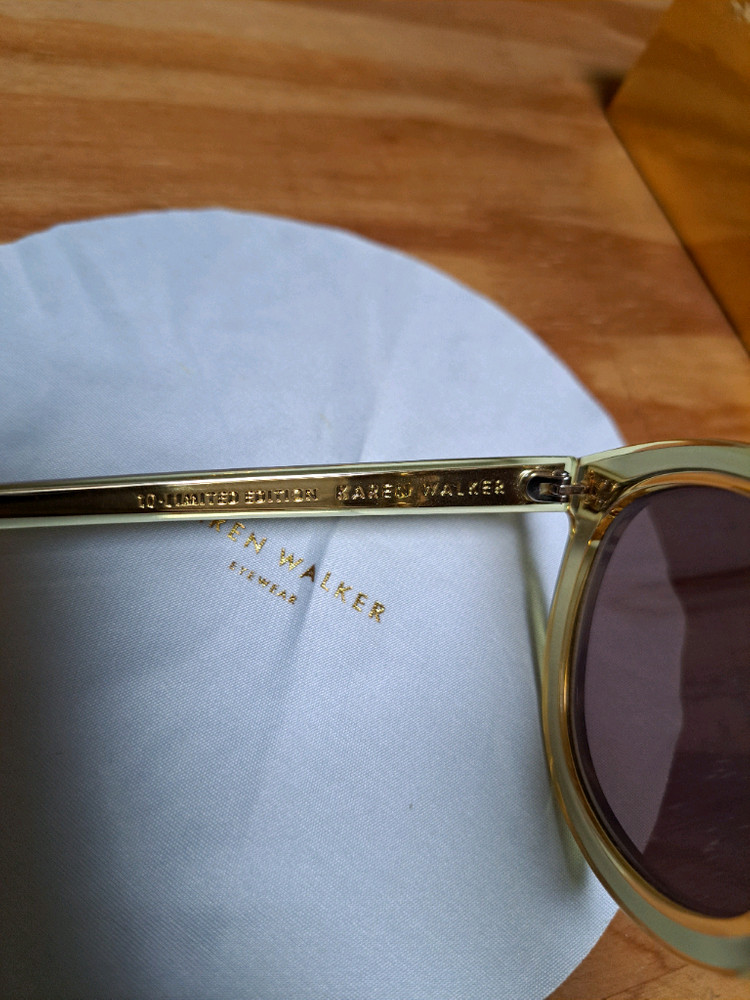 10-LIMITED EDITION KAREN WALKER
REN WALKER
EYEWEAR